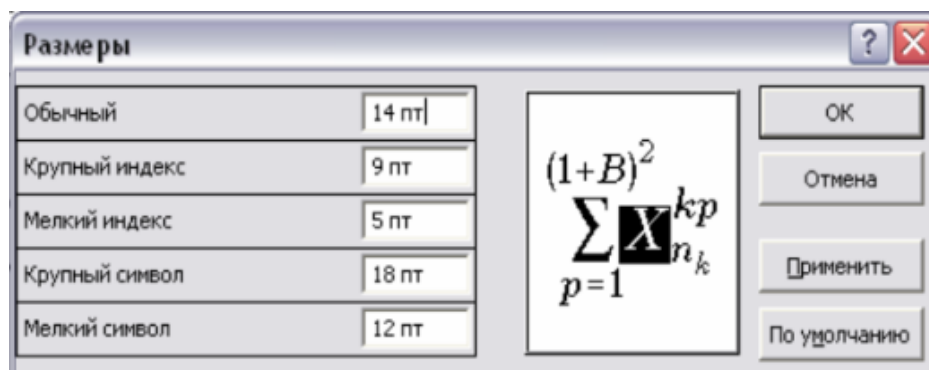 Размеры
Обычный 14 пт
Крупный индекс 9 пт
Мелкий индекс 5 пт
Крупный символ 18 пт
Мелкий символ 12 пт
(1+B)^2
∑ X kp n_k
p=1
?
OK
Отмена
Применить
По умолчанию